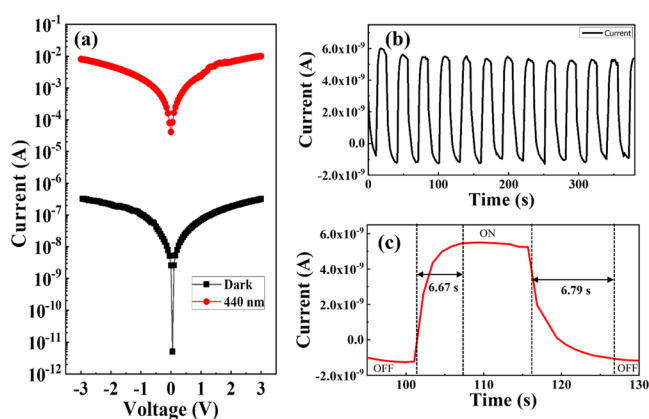 (a)
Current (A)
10⁻¹
10⁻²
10⁻³
10⁻⁴
10⁻⁵
10⁻⁶
10⁻⁷
10⁻⁸
10⁻⁹
10⁻¹⁰
10⁻¹¹
10⁻¹²
Dark
440 nm
-3 -2 -1 0 1 2 3
Voltage (V)
(b)
Current
Current (A)
6.0x10⁻⁹
4.0x10⁻⁹
2.0x10⁻⁹
0.0
-2.0x10⁻⁹
0 100 200 300
Time (s)
(c)
ON
Current (A)
6.0x10⁻⁹
4.0x10⁻⁹
2.0x10⁻⁹
0.0
-2.0x10⁻⁹
6.67 s
6.79 s
OFF
OFF
100 110 120 130
Time (s)